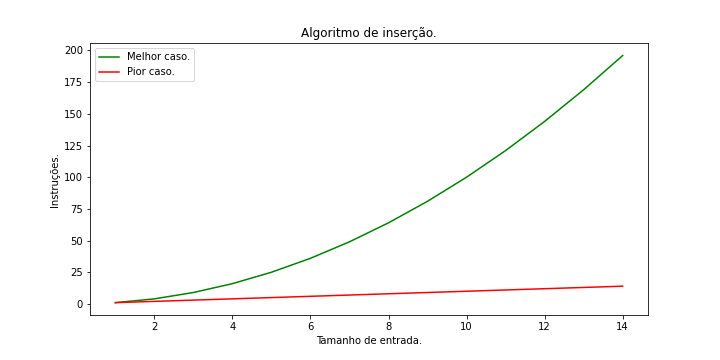 Algoritmo de inserção.
Melhor caso.
Pior caso.
200
175
150
125
100
75
50
25
0
Instruções.
2 4 6 8 10 12 14
Tamanho de entrada.